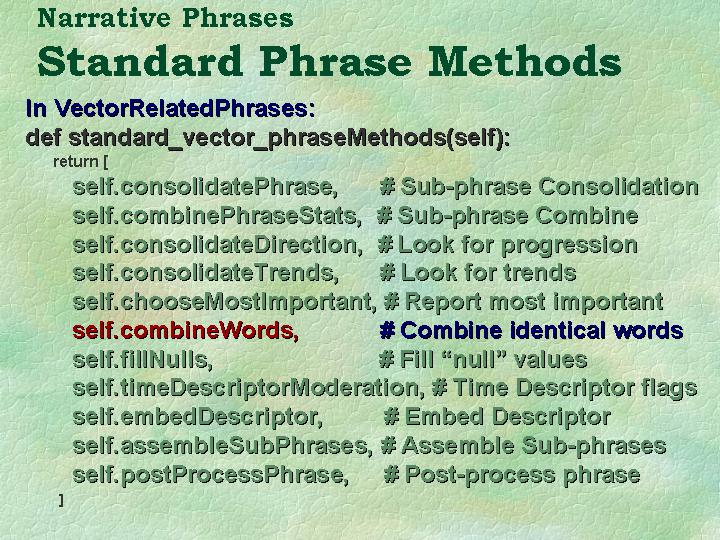 Narrative Phrases
Standard Phrase Methods
In VectorRelatedPhrases:
def standard_vector_phraseMethods(self):
return [
self.consolidatePhrase, # Sub-phrase Consolidation
self.combinePhraseStats, # Sub-phrase Combine
self.consolidateDirection, # Look for progression
self.consolidateTrends, # Look for trends
self.chooseMostImportant, # Report most important
self.combineWords, # Combine identical words
self.fillNulls, # Fill “null” values
self.timeDescriptorModeration, # Time Descriptor flags
self.embedDescriptor, # Embed Descriptor
self.assembleSubPhrases, # Assemble Sub-phrases
self.postProcessPhrase, # Post-process phrase
]